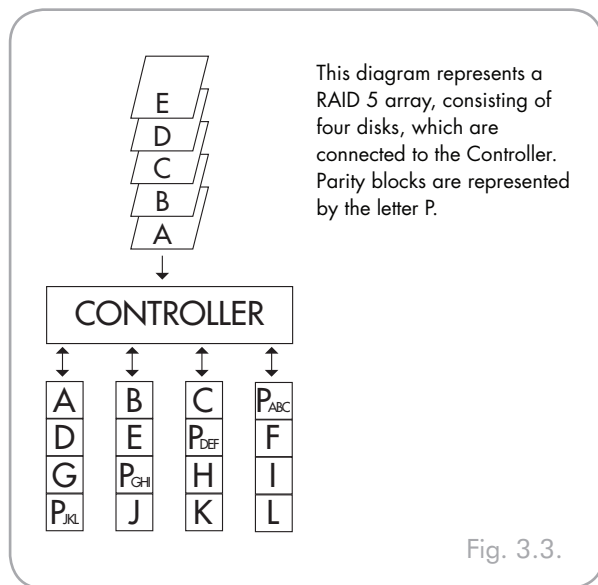 This diagram represents a
RAID 5 array, consisting of
four disks, which are
connected to the Controller.
Parity blocks are represented
by the letter P.
E
D
C
B
A
CONTROLLER
A B C PABC
D E PDEF F
G PGHI H I
PJKL J K L
Fig. 3.3.